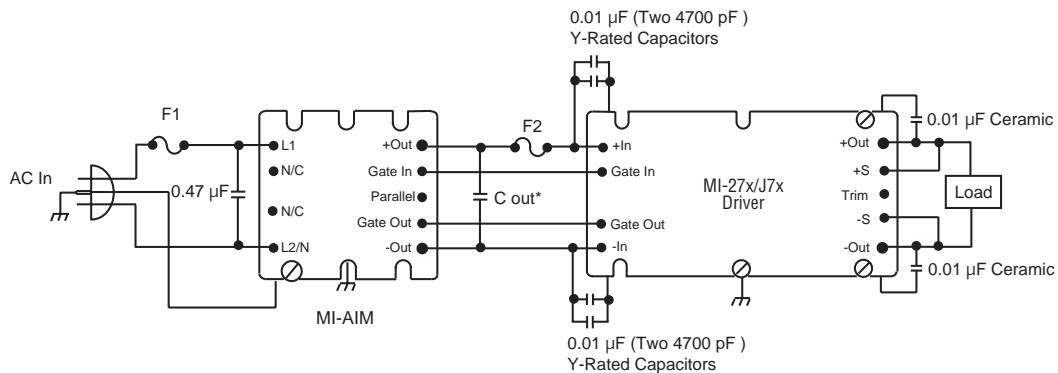 0.01 µF (Two 4700 pF )
Y-Rated Capacitors
F1
F2
AC In
0.47 µF
L1
N/C
N/C
L2/N
+Out
Gate In
Parallel
Gate Out
-Out
MI-AIM
C out*
+In
Gate In
Gate Out
-In
MI-27x/J7x
Driver
+Out
+S
Trim
-S
-Out
0.01 µF Ceramic
Load
0.01 µF Ceramic
0.01 µF (Two 4700 pF )
Y-Rated Capacitors